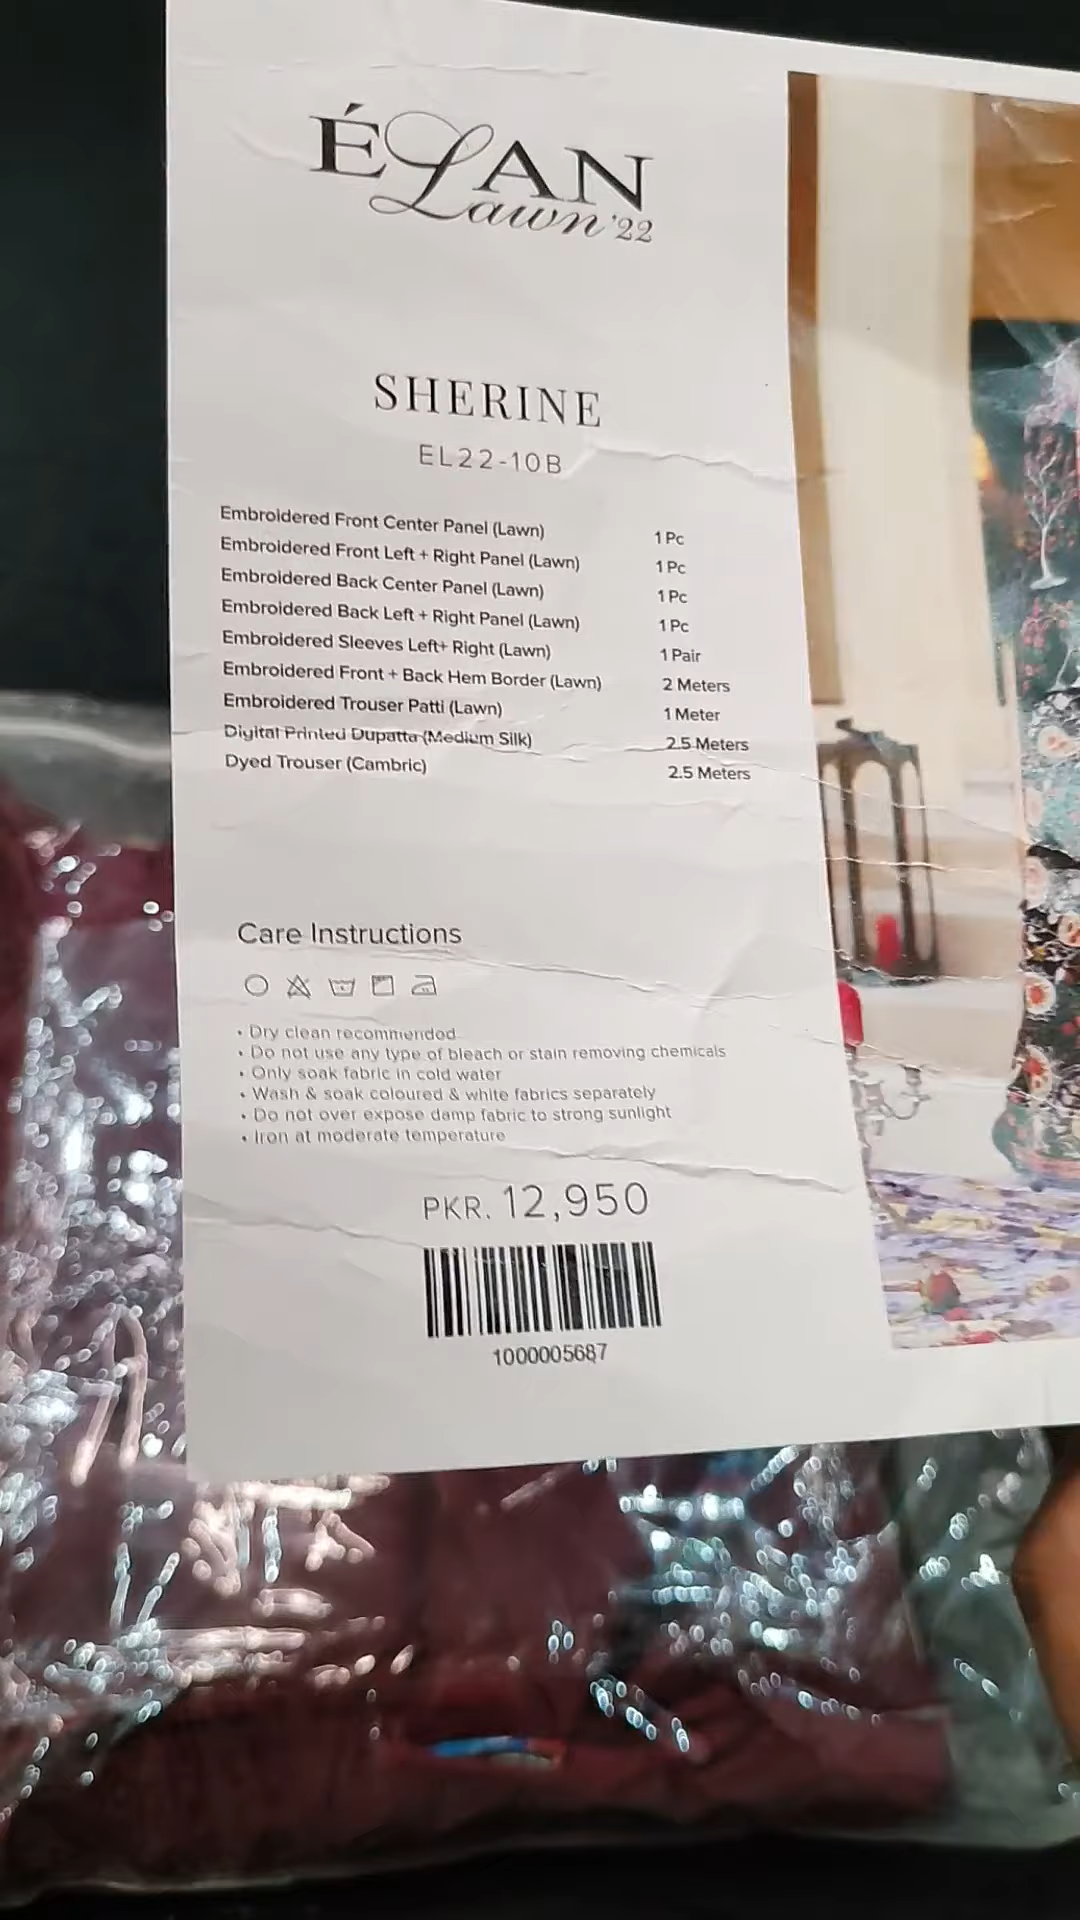 ÉLAN
Lawn'22
SHERINE
EL22-10B
Embroidered Front Center Panel (Lawn) 1 Pc
Embroidered Front Left + Right Panel (Lawn) 1 Pc
Embroidered Back Center Panel (Lawn) 1 Pc
Embroidered Back Left + Right Panel (Lawn) 1 Pc
Embroidered Sleeves Left+ Right (Lawn) 1 Pair
Embroidered Front + Back Hem Border (Lawn) 2 Meters
Embroidered Trouser Patti (Lawn) 1 Meter
Digital Printed Dupatta (Medium Silk) 2.5 Meters
Dyed Trouser (Cambric) 2.5 Meters
Care Instructions
• Dry clean recommended
• Do not use any type of bleach or stain removing chemicals
• Only soak fabric in cold water
• Wash & soak coloured & white fabrics separately
• Do not over expose damp fabric to strong sunlight
• Iron at moderate temperature
PKR. 12,950
1000005687